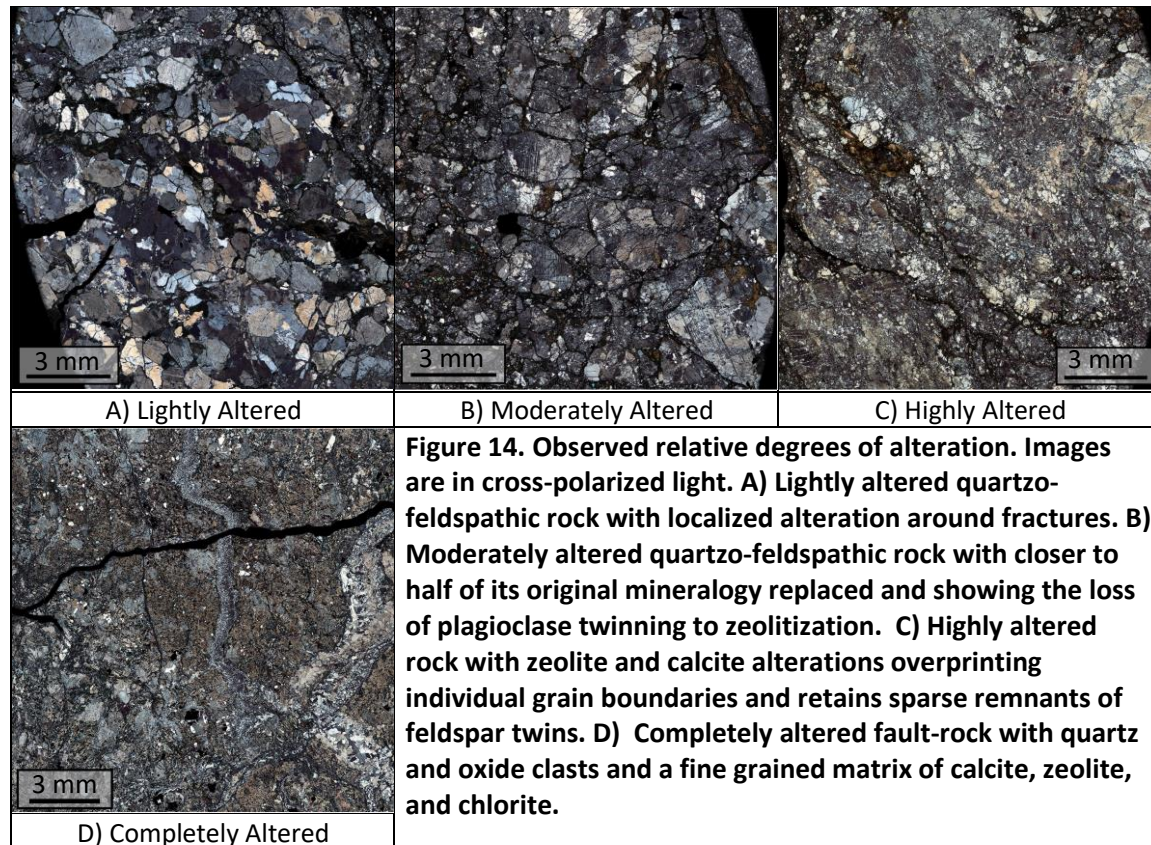 3 mm
3 mm
3 mm
A) Lightly Altered
B) Moderately Altered
C) Highly Altered
3 mm
D) Completely Altered
Figure 14. Observed relative degrees of alteration. Images
are in cross-polarized light. A) Lightly altered quartzo-
feldspathic rock with localized alteration around fractures. B)
Moderately altered quartzo-feldspathic rock with closer to
half of its original mineralogy replaced and showing the loss
of plagioclase twinning to zeolitization.  C) Highly altered
rock with zeolite and calcite alterations overprinting
individual grain boundaries and retains sparse remnants of
feldspar twins. D)  Completely altered fault-rock with quartz
and oxide clasts and a fine grained matrix of calcite, zeolite,
and chlorite.